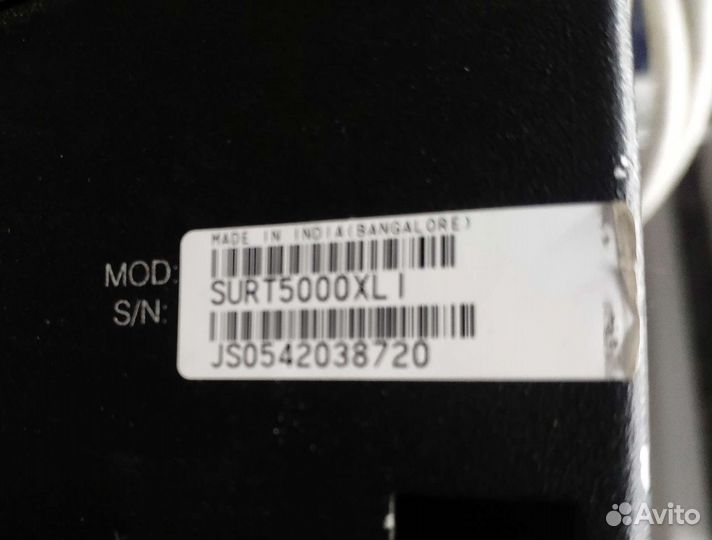 MADE IN INDIA(BANGALORE)
MOD:
SURT5000XLI
S/N:
JS0542038720
Avito